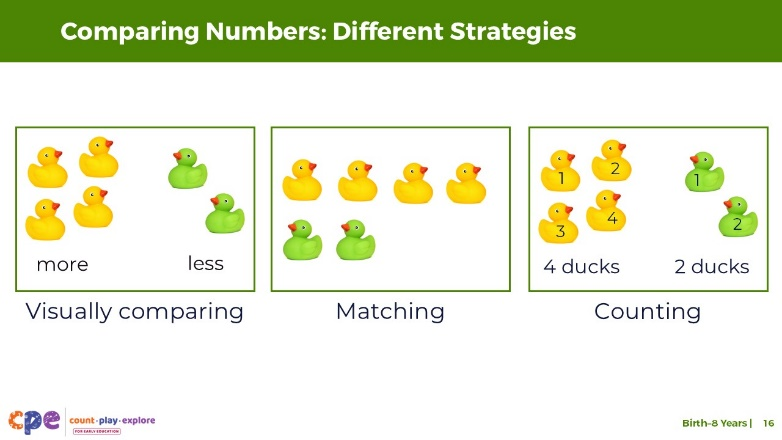 Comparing Numbers: Different Strategies
more
less
Visually comparing
Matching
1
2
3
4
4 ducks
1
2
2 ducks
Counting
cpe
count·play·explore
FOR EARLY EDUCATION
Birth-8 Years | 16